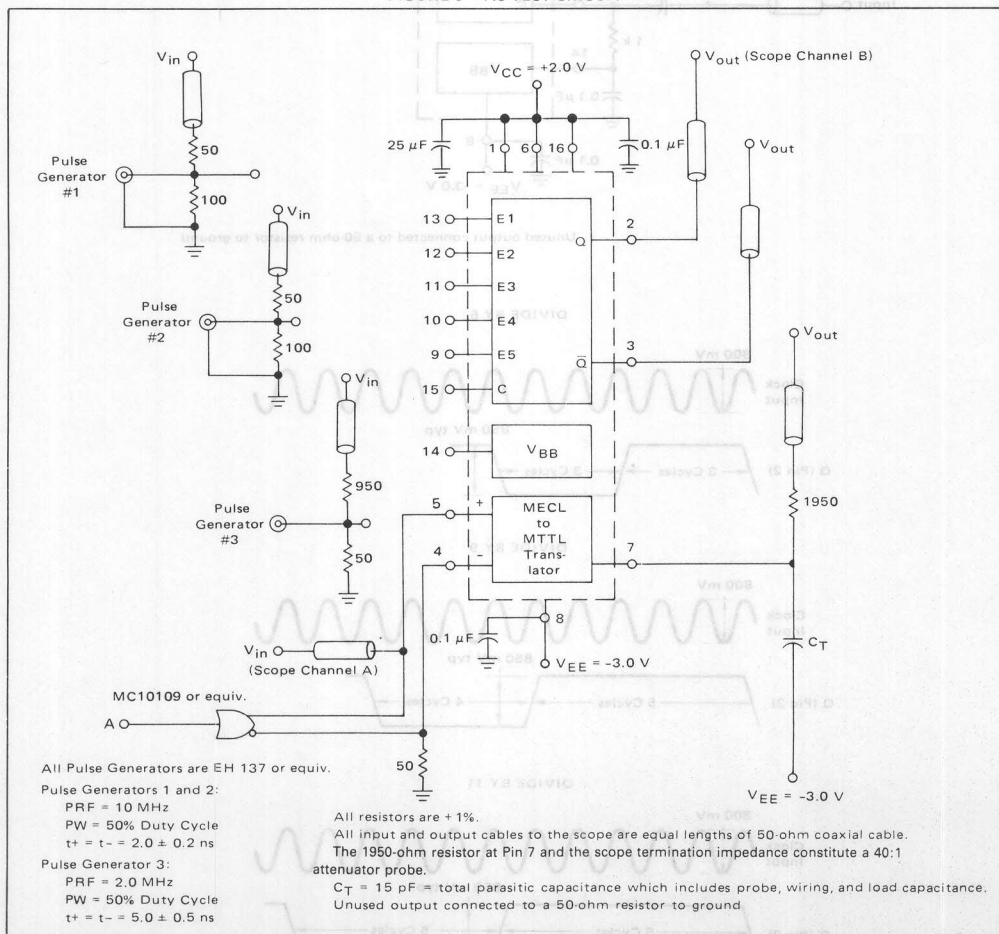 Vin
50
Pulse
Generator
#1
100
Vin
50
Pulse
Generator
#2
100
Vin
950
Pulse
Generator
#3
50
VCC = +2.0 V
25 µF
1
6
16
0.1 µF
Vout (Scope Channel B)
Vout
13
E1
12
E2
11
E3
10
E4
9
E5
15
C
Q
2
Q̅
3
14
VBB
5
+
4
-
MECL
to
MTTL
Trans-
lator
7
Vout
1950
CT
VEE = -3.0 V
8
0.1 µF
VEE = -3.0 V
Vin
(Scope Channel A)
MC10109 or equiv.
A
50
All Pulse Generators are EH 137 or equiv.
Pulse Generators 1 and 2:
PRF = 10 MHz
PW = 50% Duty Cycle
t+ = t- = 2.0 ± 0.2 ns
Pulse Generator 3:
PRF = 2.0 MHz
PW = 50% Duty Cycle
t+ = t- = 5.0 ± 0.5 ns
All resistors are + 1%.
All input and output cables to the scope are equal lengths of 50-ohm coaxial cable.
The 1950-ohm resistor at Pin 7 and the scope termination impedance constitute a 40:1
attenuator probe.
CT = 15 pF = total parasitic capacitance which includes probe, wiring, and load capacitance.
Unused output connected to a 50-ohm resistor to ground